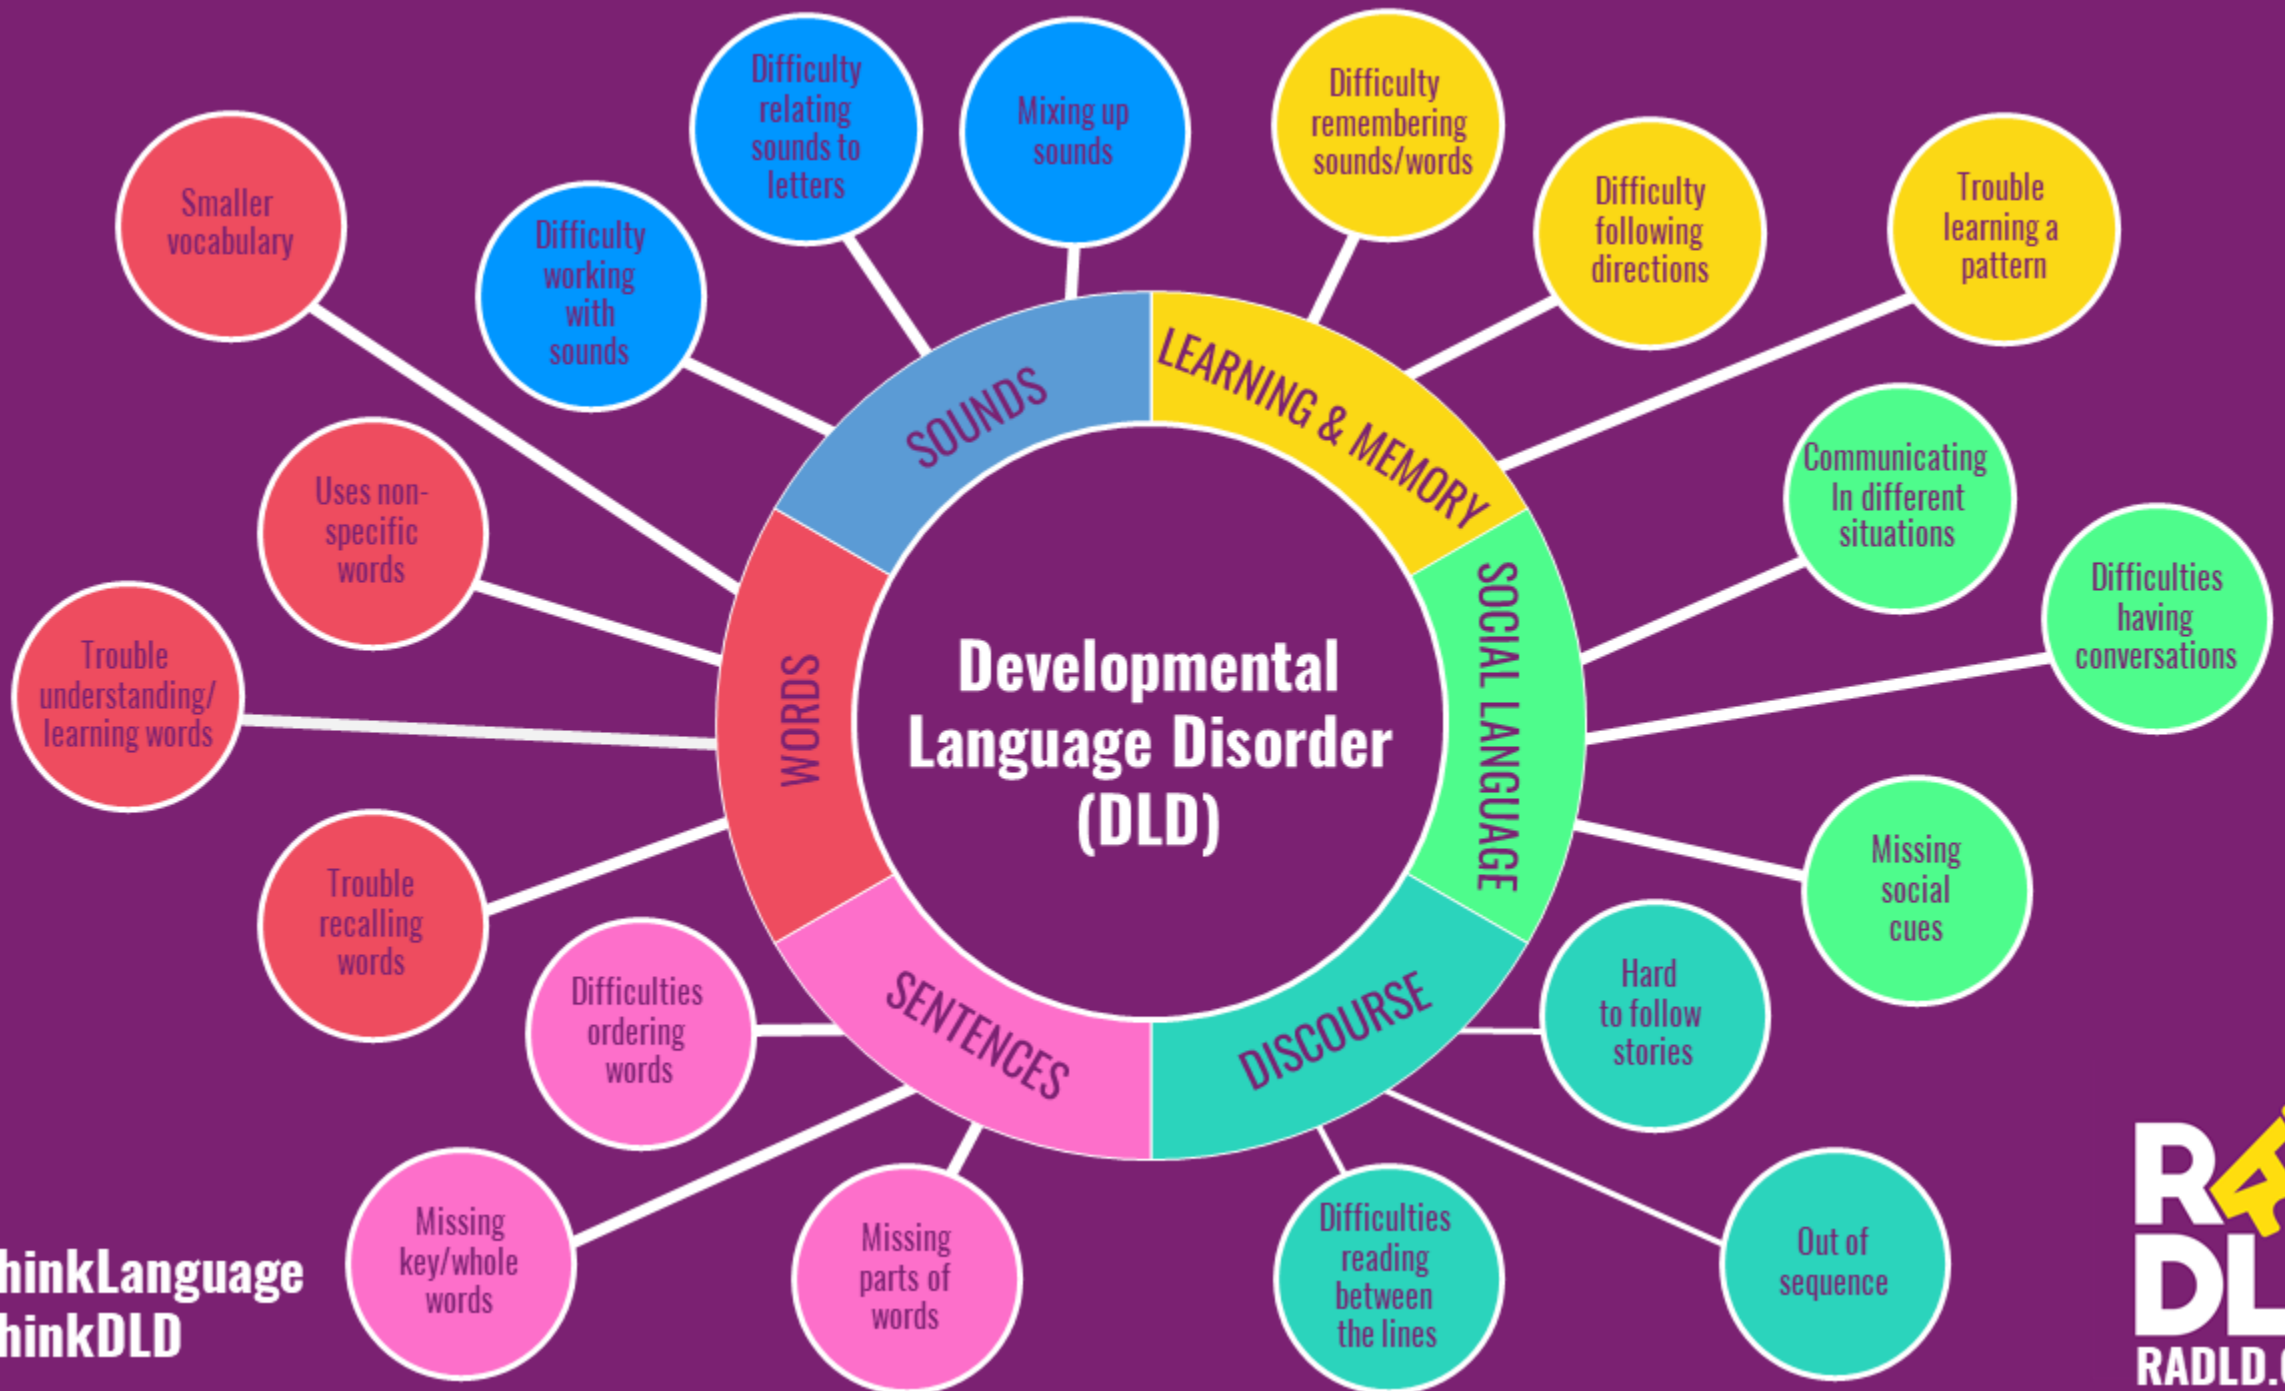 Difficulty
relating
sounds to
letters
Mixing up
sounds
Difficulty
remembering
sounds/words
Difficulty
following
directions
Trouble
learning a
pattern
Smaller
vocabulary
Difficulty
working
with
sounds
Uses non-
specific
words
Trouble
understanding/
learning words
Trouble
recalling
words
Communicating
In different
situations
Difficulties
having
conversations
Missing
social
cues
SOUNDS
LEARNING & MEMORY
SOCIAL LANGUAGE
DISCOURSE
SENTENCES
WORDS
Developmental
Language Disorder
(DLD)
Difficulties
ordering
words
Missing
key/whole
words
Missing
parts of
words
Difficulties
reading
between
the lines
Out of
sequence
Hard
to follow
stories
hinkLanguage
hinkDLD
RA
DL
RADLD.